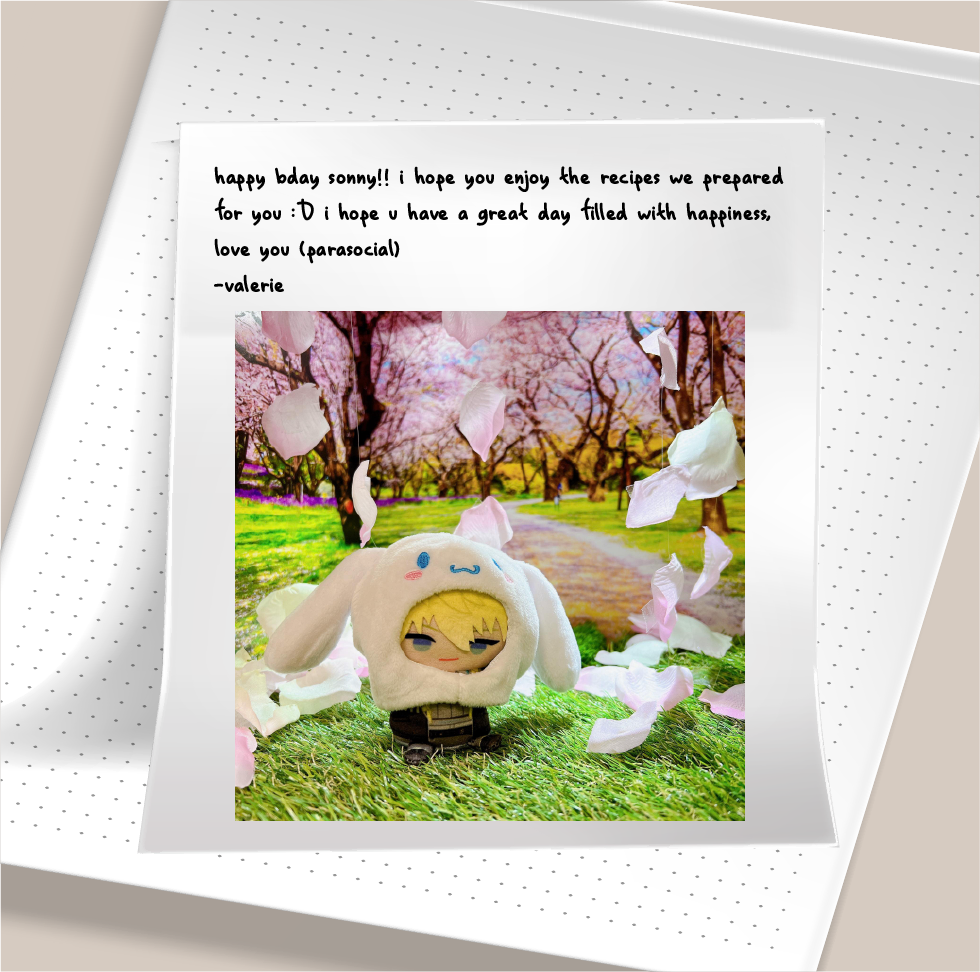 happy bday sonny!! i hope you enjoy the recipes we prepared
for you :D i hope u have a great day filled with happiness,
love you (parasocial)
-valerie